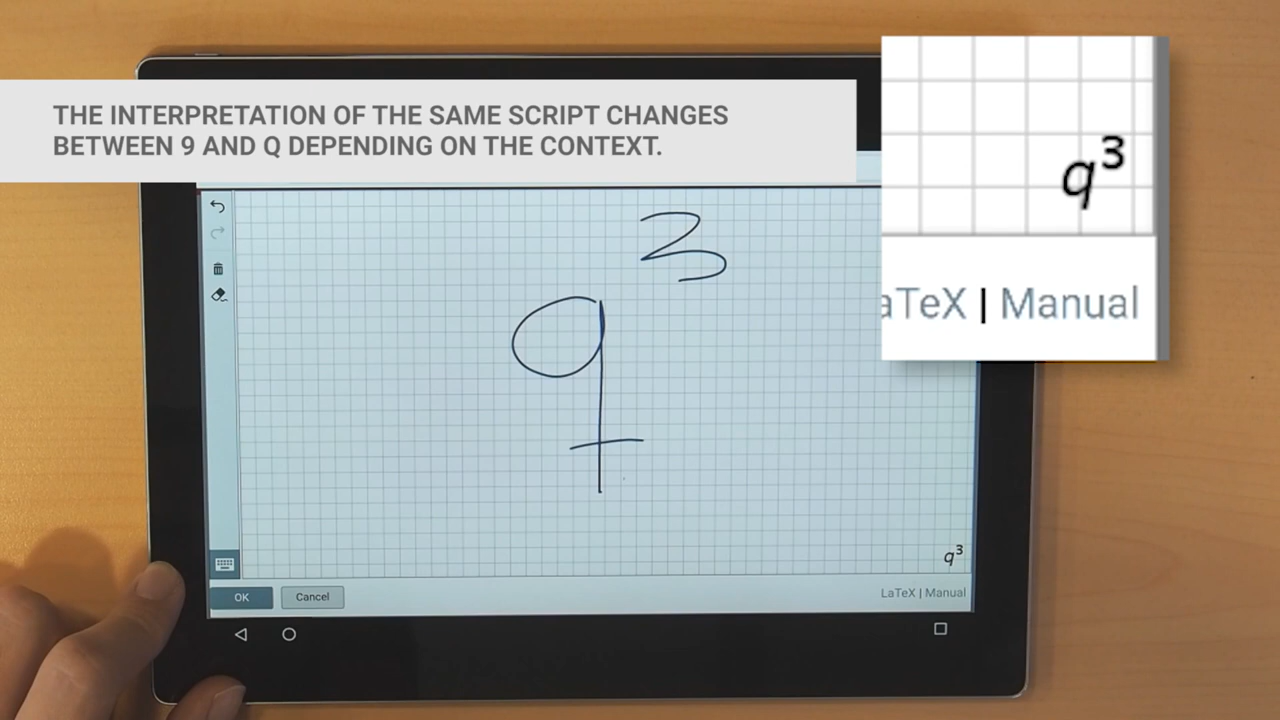 THE INTERPRETATION OF THE SAME SCRIPT CHANGES
BETWEEN 9 AND Q DEPENDING ON THE CONTEXT.
q³
aTeX | Manual
3
q
q³
OK Cancel LaTeX | Manual